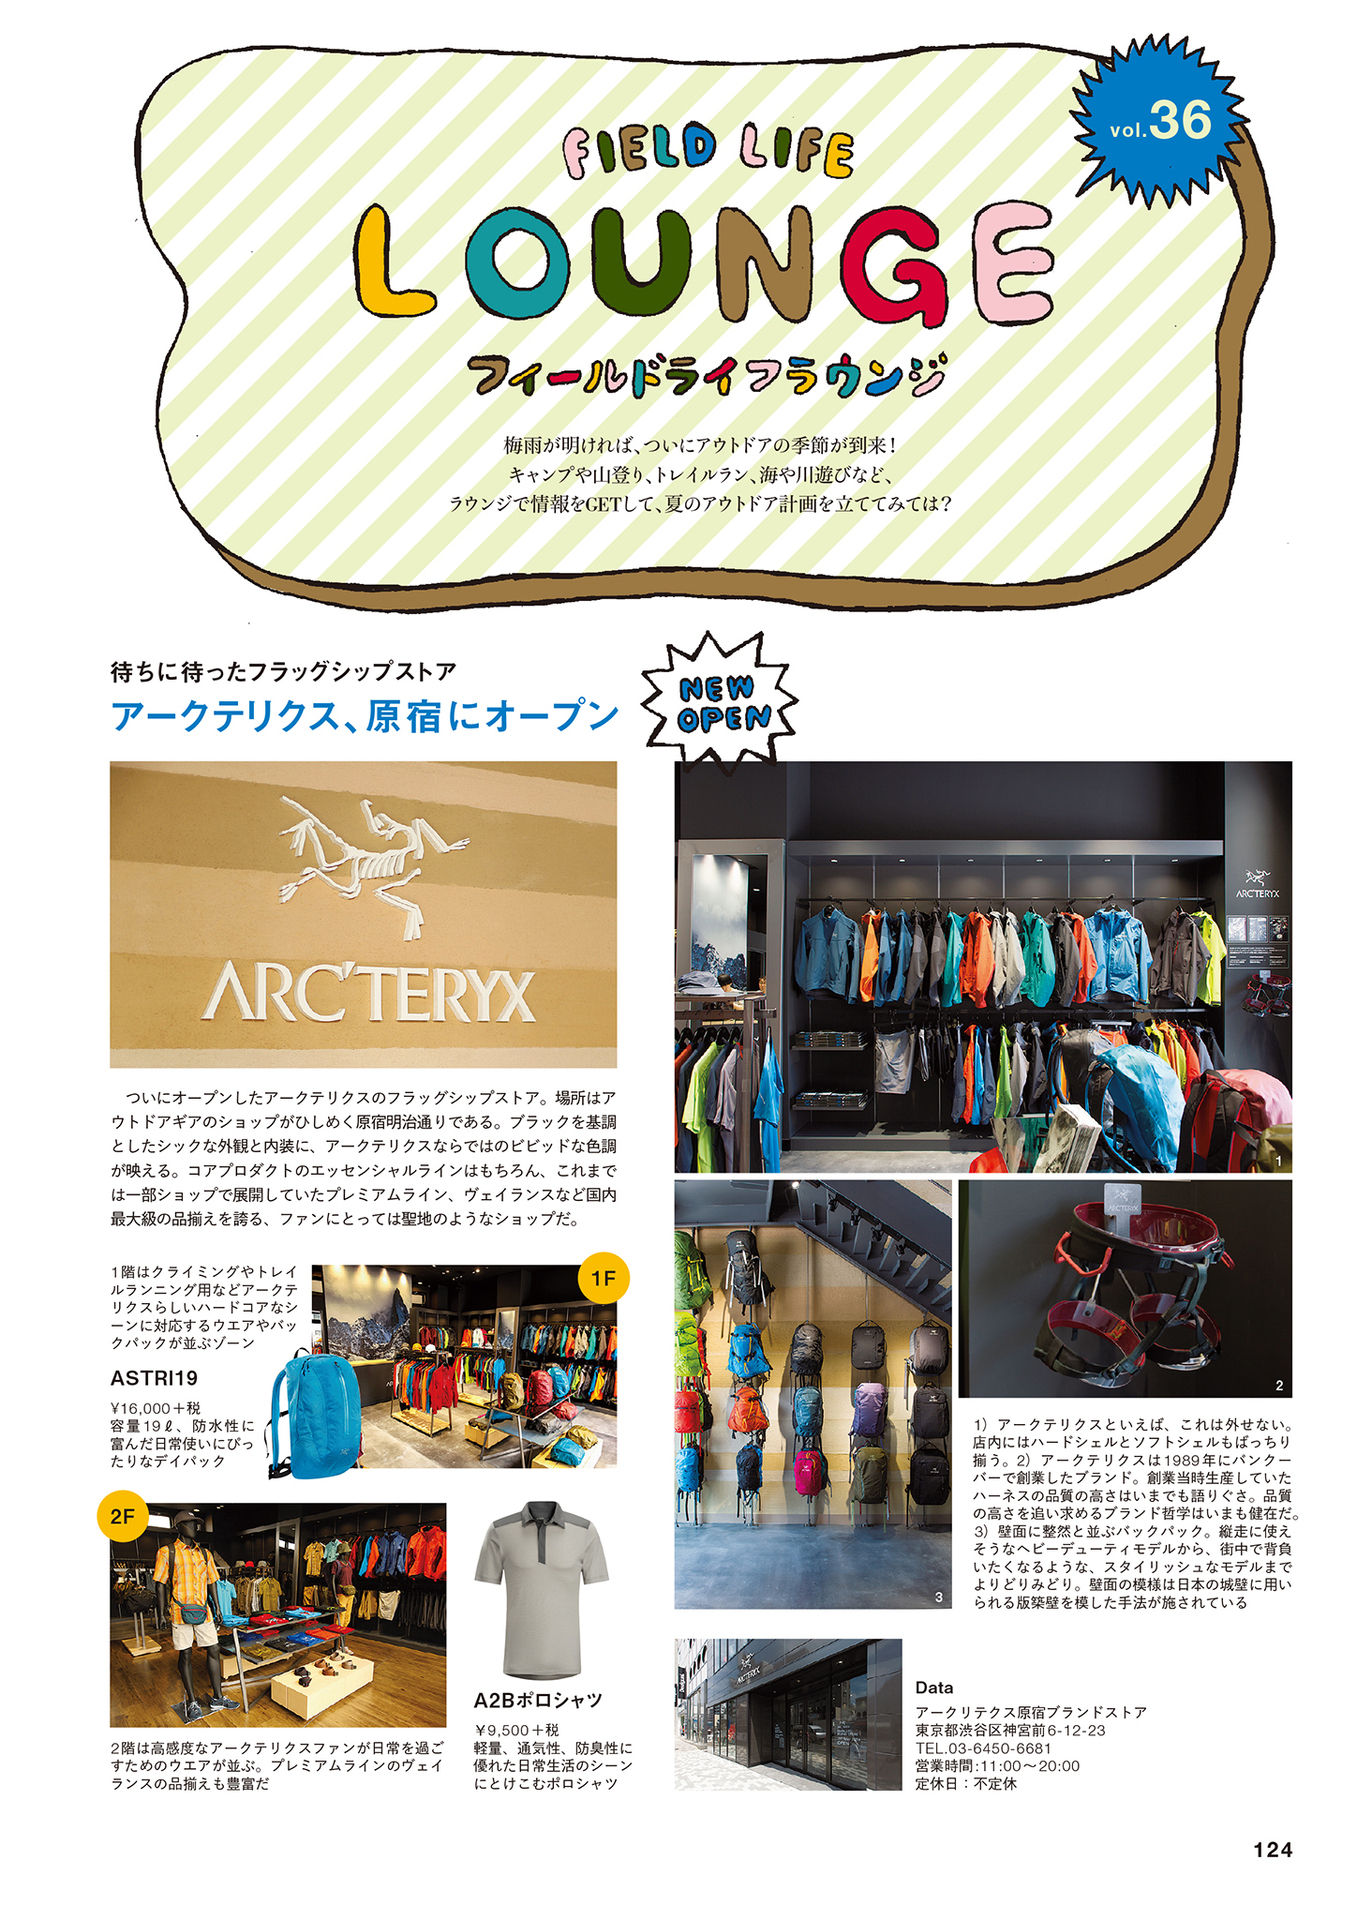 vol.36
FIELD LIFE
LOUNGE
フィールドライフラウンジ
梅雨が明ければ、ついにアウトドアの季節が到来！
キャンプや山登り、トレイルラン、海や川遊びなど、
ラウンジで情報をGETして、夏のアウトドア計画を立ててみては？
待ちに待ったフラッグシップストア
アークテリクス、原宿にオープン
NEW
OPEN
ARC'TERYX
ついにオープンしたアークテリクスのフラッグシップストア。場所はア
ウトドアギアのショップがひしめく原宿明治通りである。ブラックを基調
としたシックな外観と内装に、アークテリクスならではのビビッドな色調
が映える。コアプロダクトのエッセンシャルラインはもちろん、これまで
は一部ショップで展開していたプレミアムライン、ヴェイランスなど国内
最大級の品揃えを誇る、ファンにとっては聖地のようなショップだ。
1階はクライミングやトレイ
ルランニング用などアークテ
リクスらしいハードコアなシ
ーンに対応するウエアやバッ
クパックが並ぶゾーン
1F
ASTRI19
¥16,000＋税
容量19ℓ、防水性に
富んだ日常使いにぴっ
たりなデイパック
2F
2階は高感度なアークテリクスファンが日常を過ご
すためのウエアが並ぶ。プレミアムラインのヴェイ
ランスの品揃えも豊富だ
A2Bポロシャツ
￥9,500＋税
軽量、通気性、防臭性に
優れた日常生活のシーン
にとけこむポロシャツ
ARC'TERYX
1
ARC'TERYX
2
3
1）アークテリクスといえば、これは外せない。
店内にはハードシェルとソフトシェルもばっちり
揃う。2）アークテリクスは1989年にバンクー
バーで創業したブランド。創業当時生産していた
ハーネスの品質の高さはいまでも語りぐさ。品質
の高さを追い求めるブランド哲学はいまも健在だ。
3）壁面に整然と並ぶバックパック。縦走に使え
そうなヘビーデューティモデルから、街中で背負
いたくなるような、スタイリッシュなモデルまで
よりどりみどり。壁面の模様は日本の城壁に用い
られる版築壁を模した手法が施されている
ARC'TERYX
Data
アークリテクス原宿ブランドストア
東京都渋谷区神宮前6-12-23
TEL.03-6450-6681
営業時間:11:00〜20:00
定休日：不定休
124